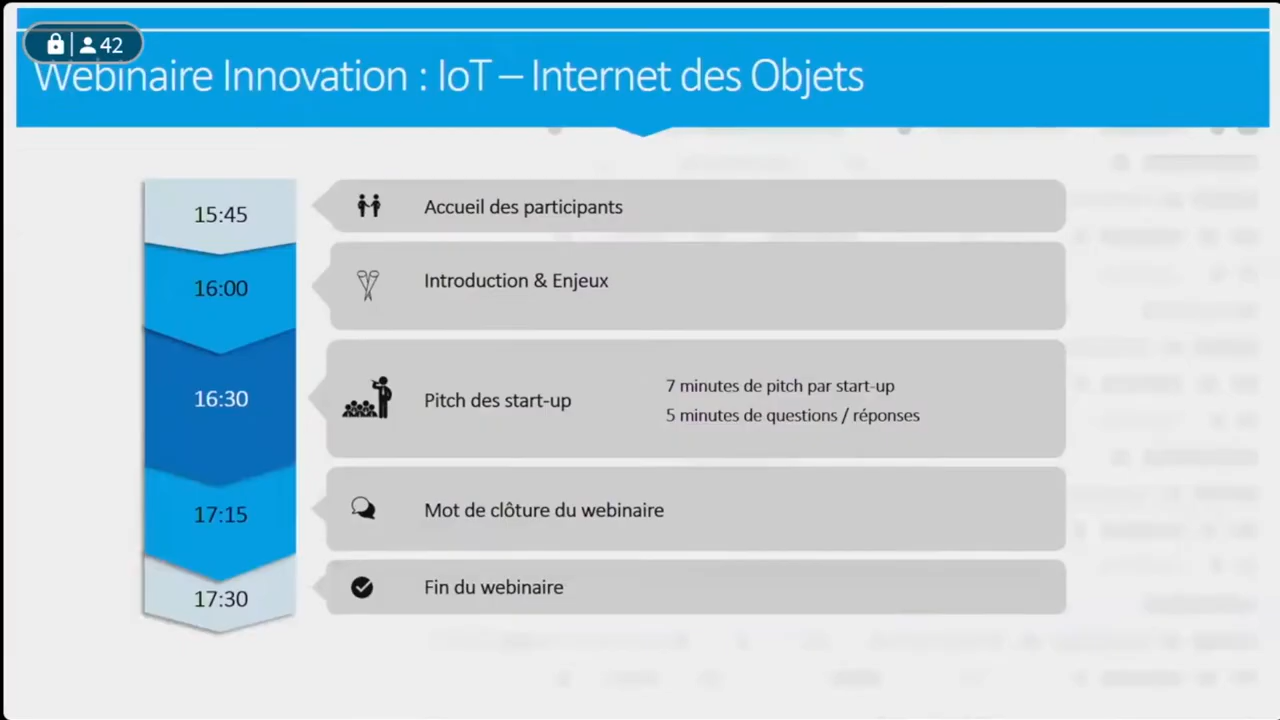 42
Webinaire Innovation : IoT – Internet des Objets
15:45
Accueil des participants
16:00
Introduction & Enjeux
16:30
Pitch des start-up
7 minutes de pitch par start-up
5 minutes de questions / réponses
17:15
Mot de clôture du webinaire
17:30
Fin du webinaire